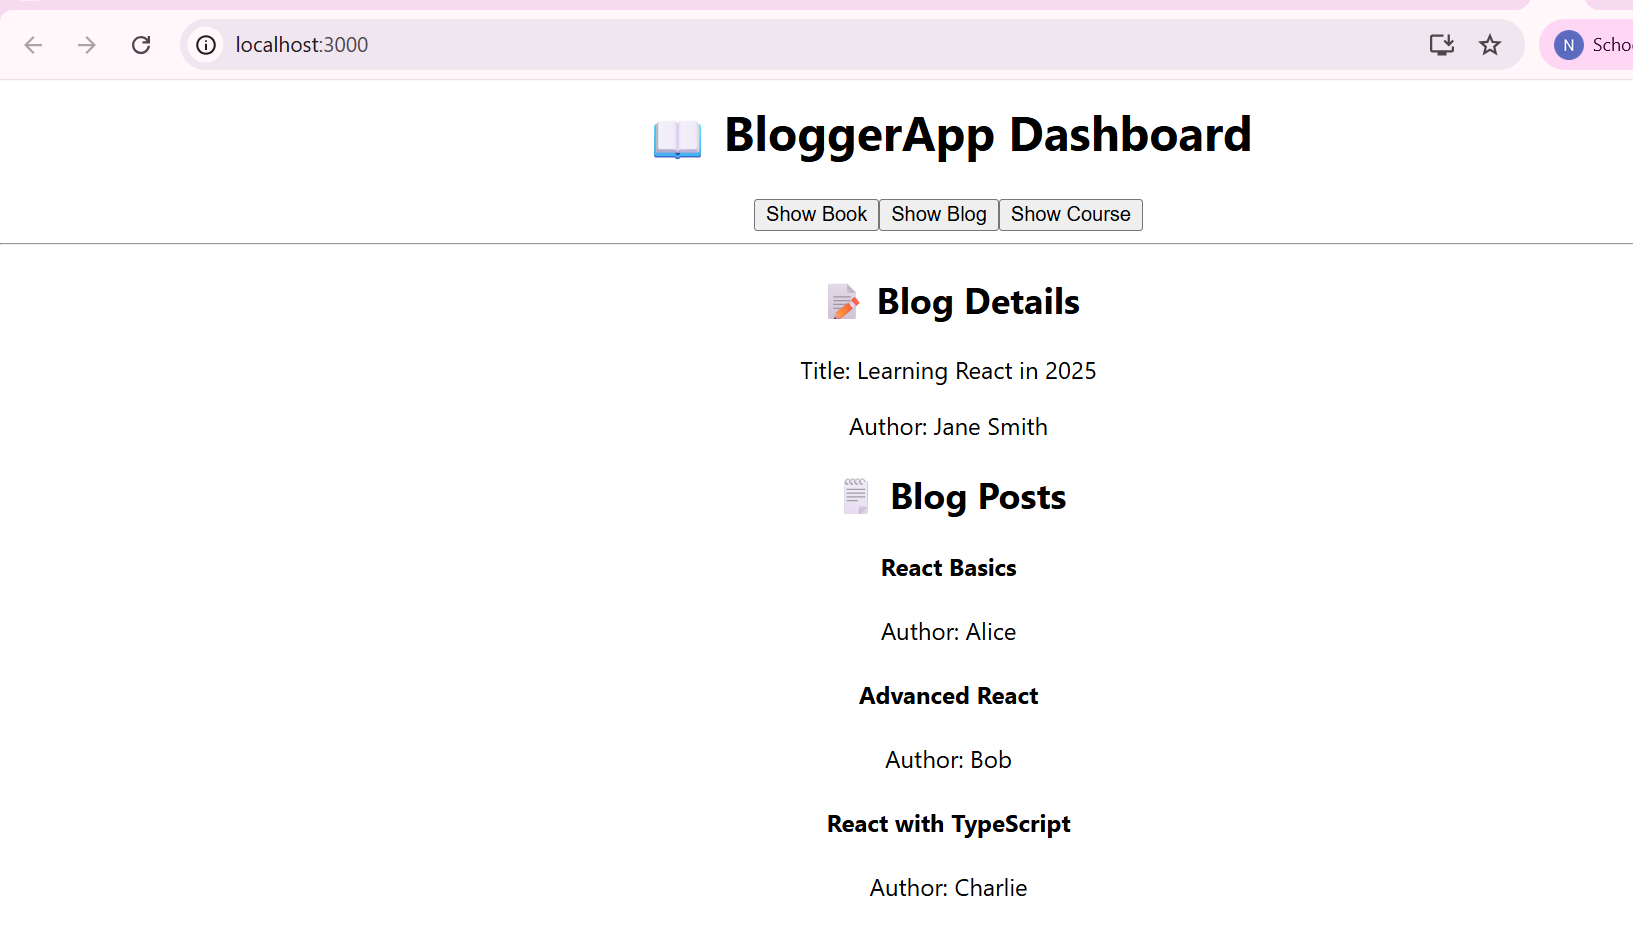 localhost:3000
N Scho
BloggerApp Dashboard
Show Book Show Blog Show Course
Blog Details
Title: Learning React in 2025
Author: Jane Smith
Blog Posts
React Basics
Author: Alice
Advanced React
Author: Bob
React with TypeScript
Author: Charlie